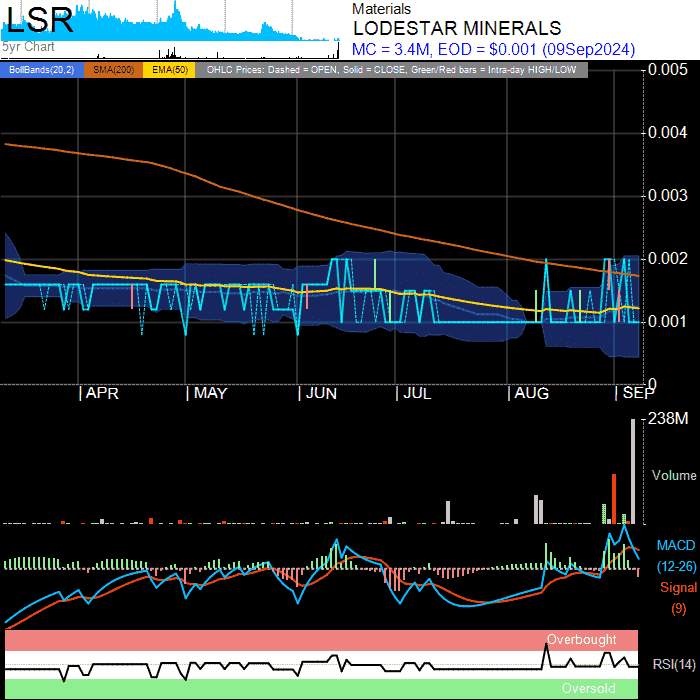 LSR
5yr Chart
Materials
LODESTAR MINERALS
MC = 3.4M, EOD = $0.001 (09Sep2024)
BollBands(20,2) SMA(200) EMA(50) OHLC Prices: Dashed = OPEN, Solid = CLOSE, Green/Red bars = Intra-day HIGH/LOW
0.005
0.004
0.003
0.002
0.001
0
APR MAY JUN JUL AUG SEP
238M
Volume
MACD
(12-26)
Signal
(9)
Overbought
RSI(14)
Oversold